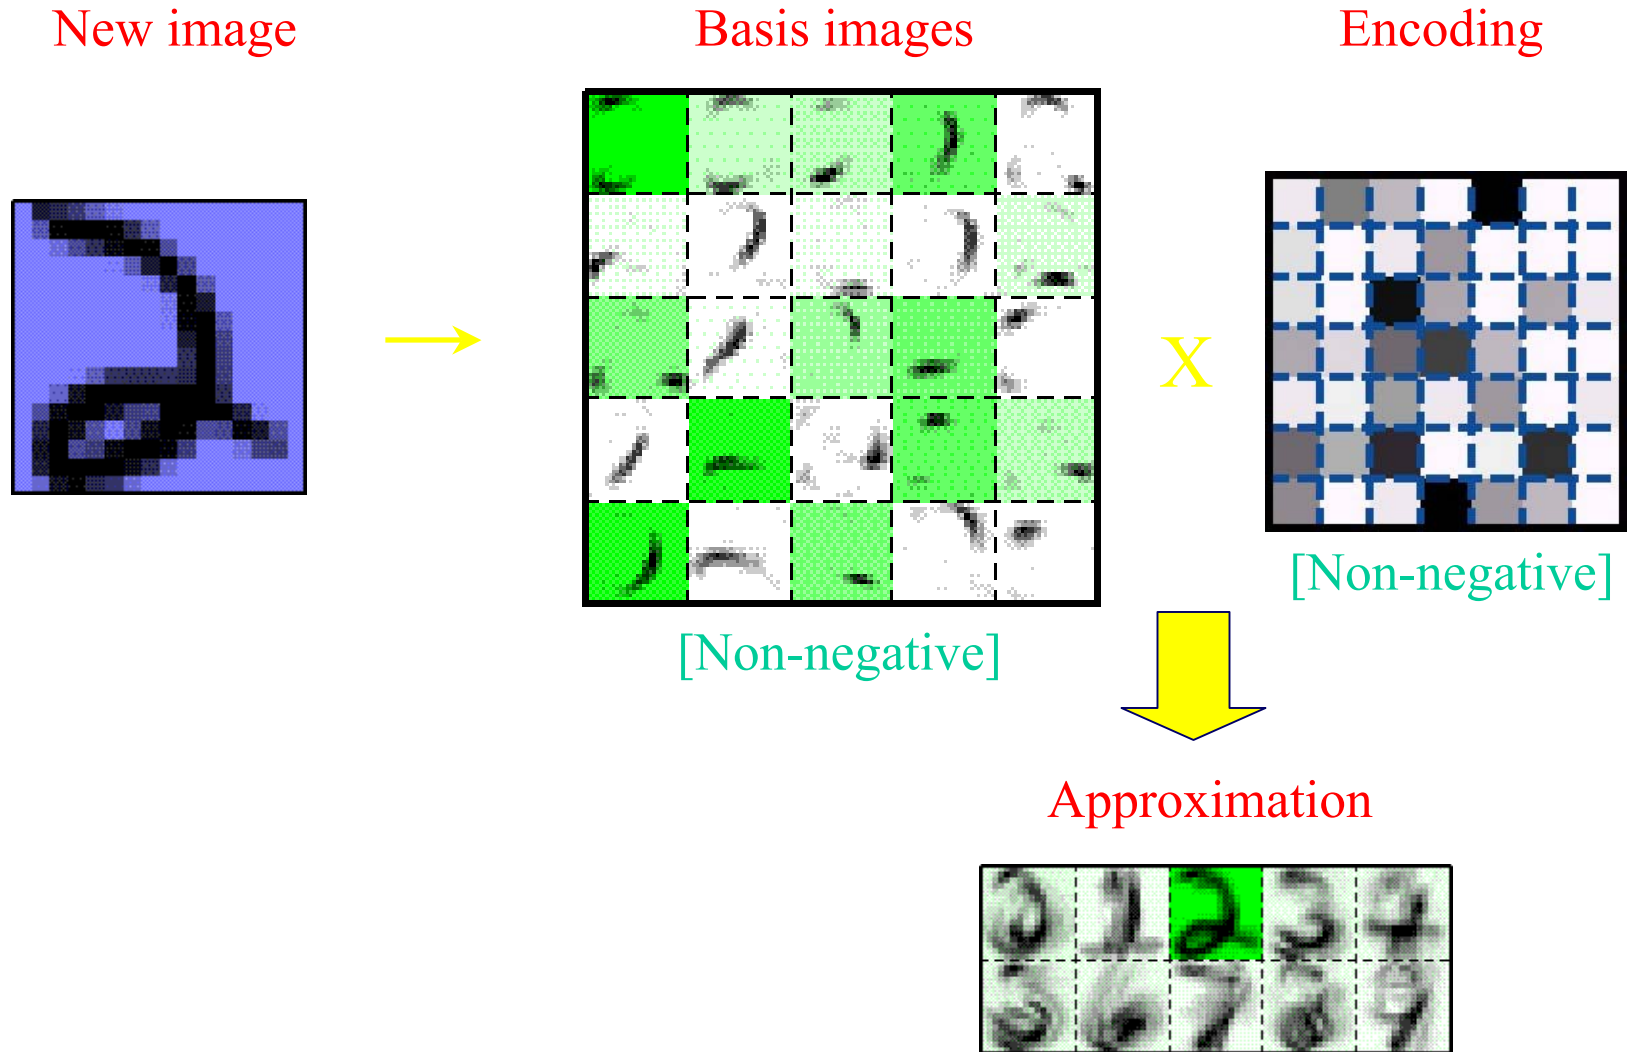 New image
Basis images
Encoding
X
[Non-negative]
[Non-negative]
Approximation